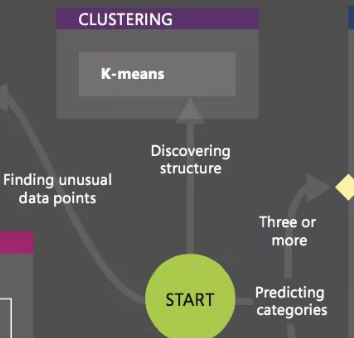 CLUSTERING
K-means
Discovering
structure
Finding unusual
data points
Three or
more
START
Predicting
categories